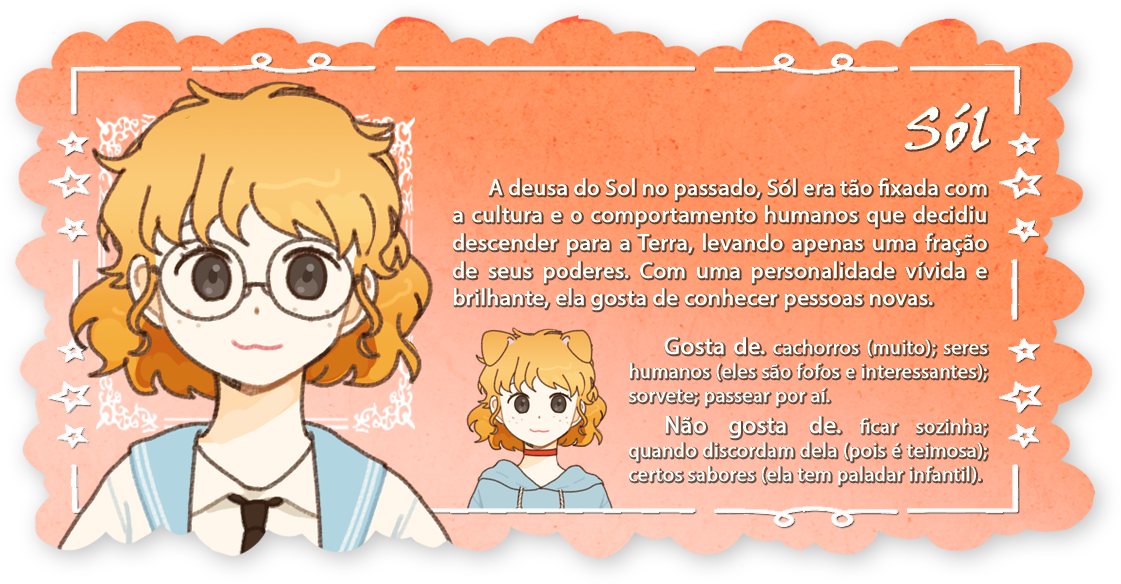 Sól
A deusa do Sol no passado, Sól era tão fixada com
a cultura e o comportamento humanos que decidiu
descender para a Terra, levando apenas uma fração
de seus poderes. Com uma personalidade vívida e
brilhante, ela gosta de conhecer pessoas novas.
Gosta de. cachorros (muito); seres
humanos (eles são fofos e interessantes);
sorvete; passear por aí.
Não gosta de. ficar sozinha;
quando discordam dela (pois é teimosa);
certos sabores (ela tem paladar infantil).